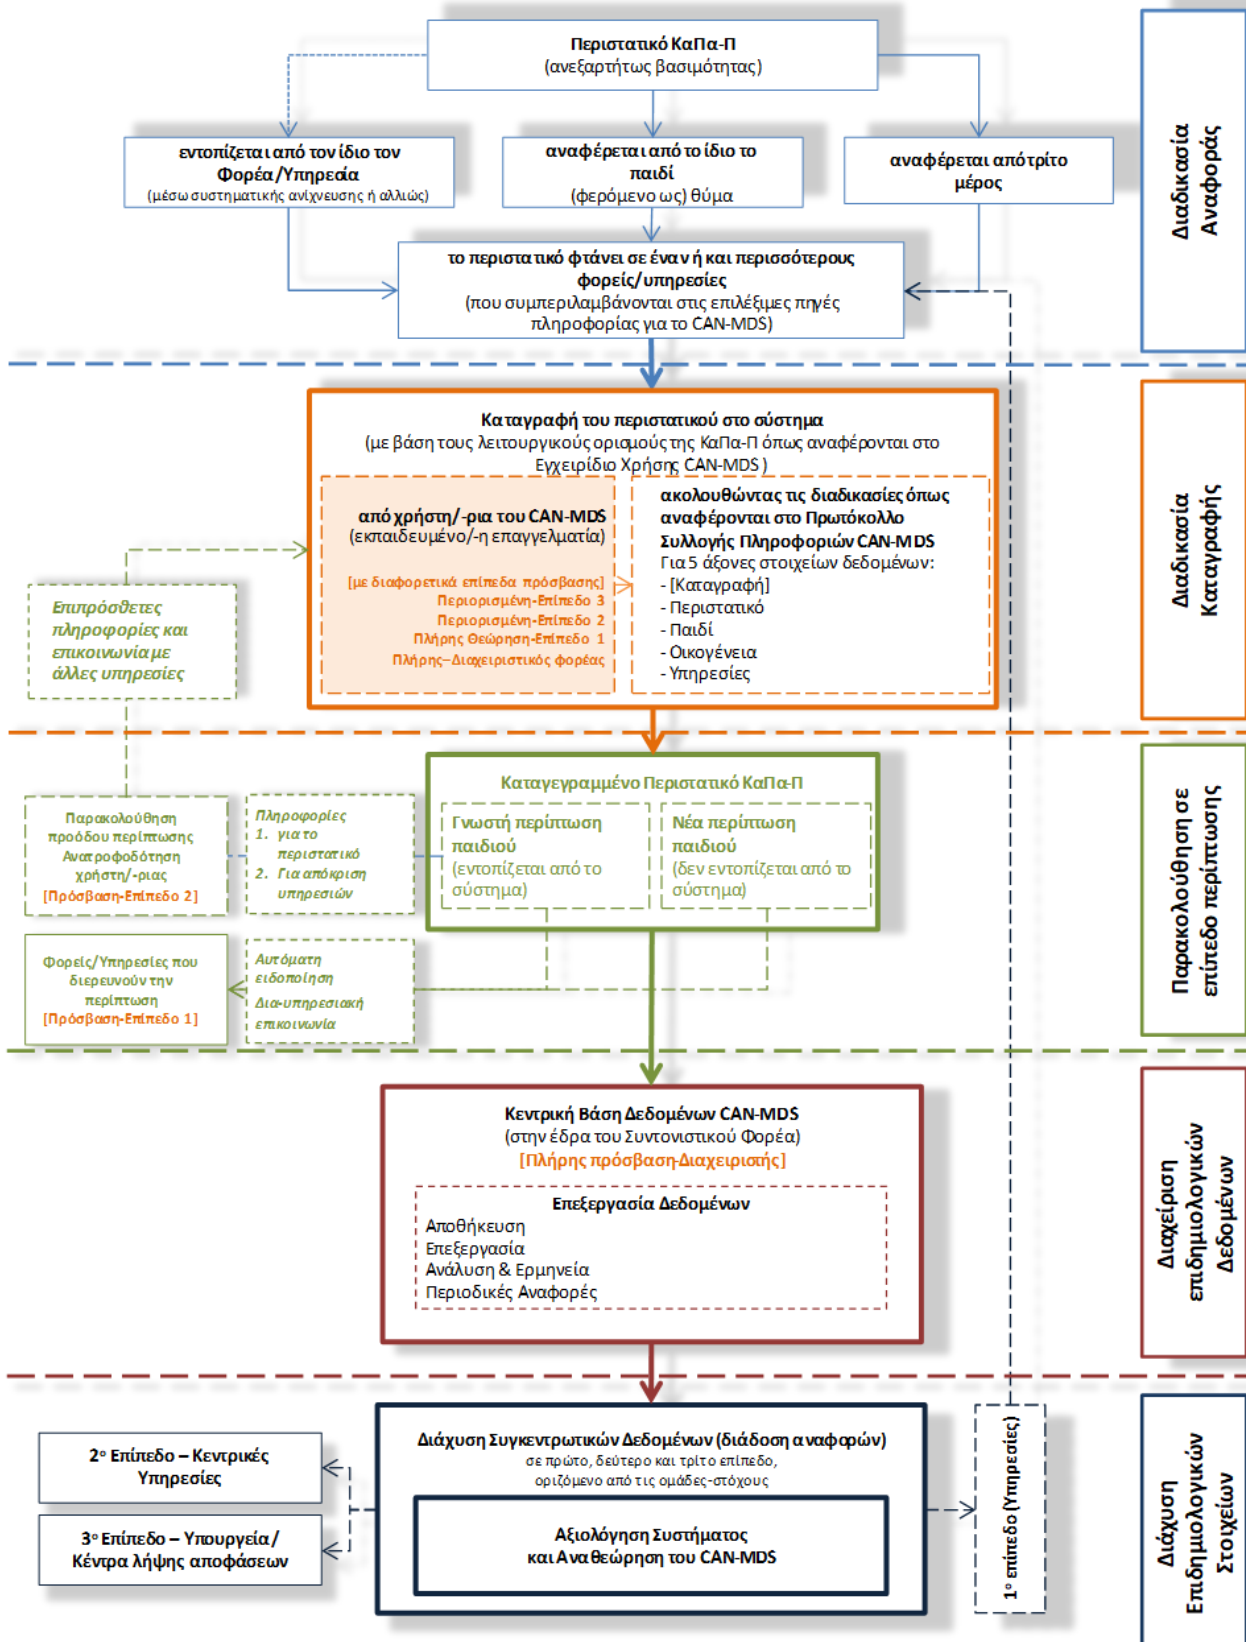 Περιστατικό ΚαΠα-Π
(ανεξαρτήτως βασιμότητας)
εντοπίζεται από τον ίδιο τον
Φορέα/Υπηρεσία
(μέσω συστηματικής ανίχνευσης ή αλλιώς)
αναφέρεται από το ίδιο το
παιδί
(φερόμενο ως) θύμα
αναφέρεται από τρίτο
μέρος
το περιστατικό φτάνει σε έναν ή και περισσότερους
φορείς/υπηρεσίες
(που συμπεριλαμβάνονται στις επιλέξιμες πηγές
πληροφορίας για το CAN-MDS)
Διαδικασία
Αναφοράς
Καταγραφή του περιστατικού στο σύστημα
(με βάση τους λειτουργικούς ορισμούς της ΚαΠα-Π όπως αναφέρονται στο
Εγχειρίδιο Χρήσης CAN-MDS )
από χρήστη/-ρια του CAN-MDS
(εκπαιδευμένο/-η επαγγελματία)
[με διαφορετικά επίπεδα πρόσβασης]
Περιορισμένη-Επίπεδο 3
Περιορισμένη-Επίπεδο 2
Πλήρης Θεώρηση-Επίπεδο 1
Πλήρης–Διαχειριστικός φορέας
ακολουθώντας τις διαδικασίες όπως
αναφέρονται στο Πρωτόκολλο
Συλλογής Πληροφοριών CAN-MDS
Για 5 άξονες στοιχείων δεδομένων:
- [Καταγραφή]
- Περιστατικό
- Παιδί
- Οικογένεια
- Υπηρεσίες
Διαδικασία
Καταγραφής
Επιπρόσθετες
πληροφορίες και
επικοινωνία με
άλλες υπηρεσίες
Καταγεγραμμένο Περιστατικό ΚαΠα-Π
Γνωστή περίπτωση
παιδιού
(εντοπίζεται από το
σύστημα)
Νέα περίπτωση
παιδιού
(δεν εντοπίζεται από το
σύστημα)
Πληροφορίες
1. για το
περιστατικό
2. Για απόκριση
υπηρεσιών
Παρακολούθηση
προόδου περίπτωσης
Ανατροφοδότηση
χρήστη/-ριας
[Πρόσβαση-Επίπεδο 2]
Αυτόματη
ειδοποίηση
Δια-υπηρεσιακή
επικοινωνία
Φορείς/Υπηρεσίες που
διερευνούν την
περίπτωση
[Πρόσβαση-Επίπεδο 1]
Παρακολούθηση σε
επίπεδο περίπτωσης
Κεντρική Βάση Δεδομένων CAN-MDS
(στην έδρα του Συντονιστικού Φορέα)
[Πλήρης πρόσβαση-Διαχειριστής]
Επεξεργασία Δεδομένων
Αποθήκευση
Επεξεργασία
Ανάλυση & Ερμηνεία
Περιοδικές Αναφορές
Διαχείριση
επιδημιολογικών
Δεδομένων
Διάχυση Συγκεντρωτικών Δεδομένων (διάδοση αναφορών)
σε πρώτο, δεύτερο και τρίτο επίπεδο,
οριζόμενο από τις ομάδες-στόχους
Αξιολόγηση Συστήματος
και Αναθεώρηση του CAN-MDS
2ο Επίπεδο – Κεντρικές
Υπηρεσίες
3ο Επίπεδο – Υπουργεία/
Κέντρα λήψης αποφάσεων
1ο επίπεδο (Υπηρεσίες)
Διάχυση
Επιδημιολογικών
Στοιχείων